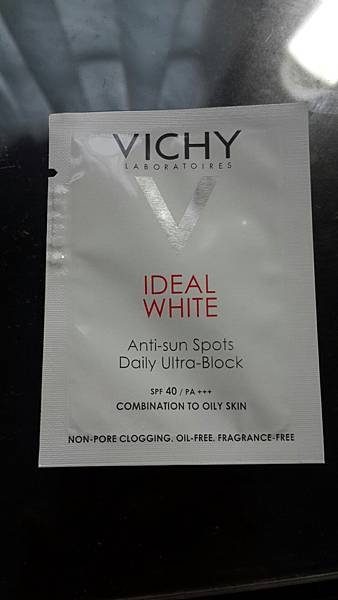 VICHY
LABORATOIRES
V
IDEAL
WHITE
Anti-sun Spots
Daily Ultra-Block
SPF 40 / PA +++
COMBINATION TO OILY SKIN
NON-PORE CLOGGING. OIL-FREE. FRAGRANCE-FREE